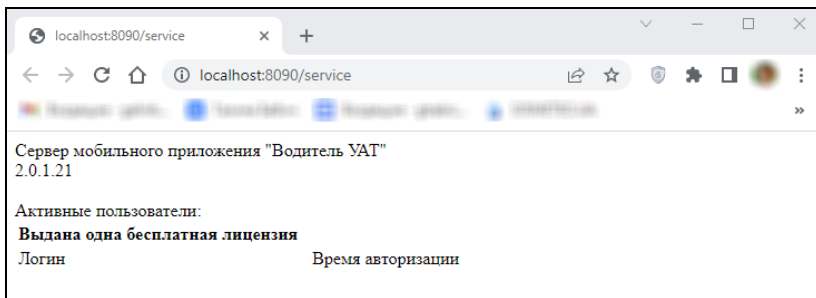 localhost:8090/service
localhost:8090/service
Сервер мобильного приложения "Водитель УАТ"
2.0.1.21
Активные пользователи:
Выдана одна бесплатная лицензия
Логин Время авторизации